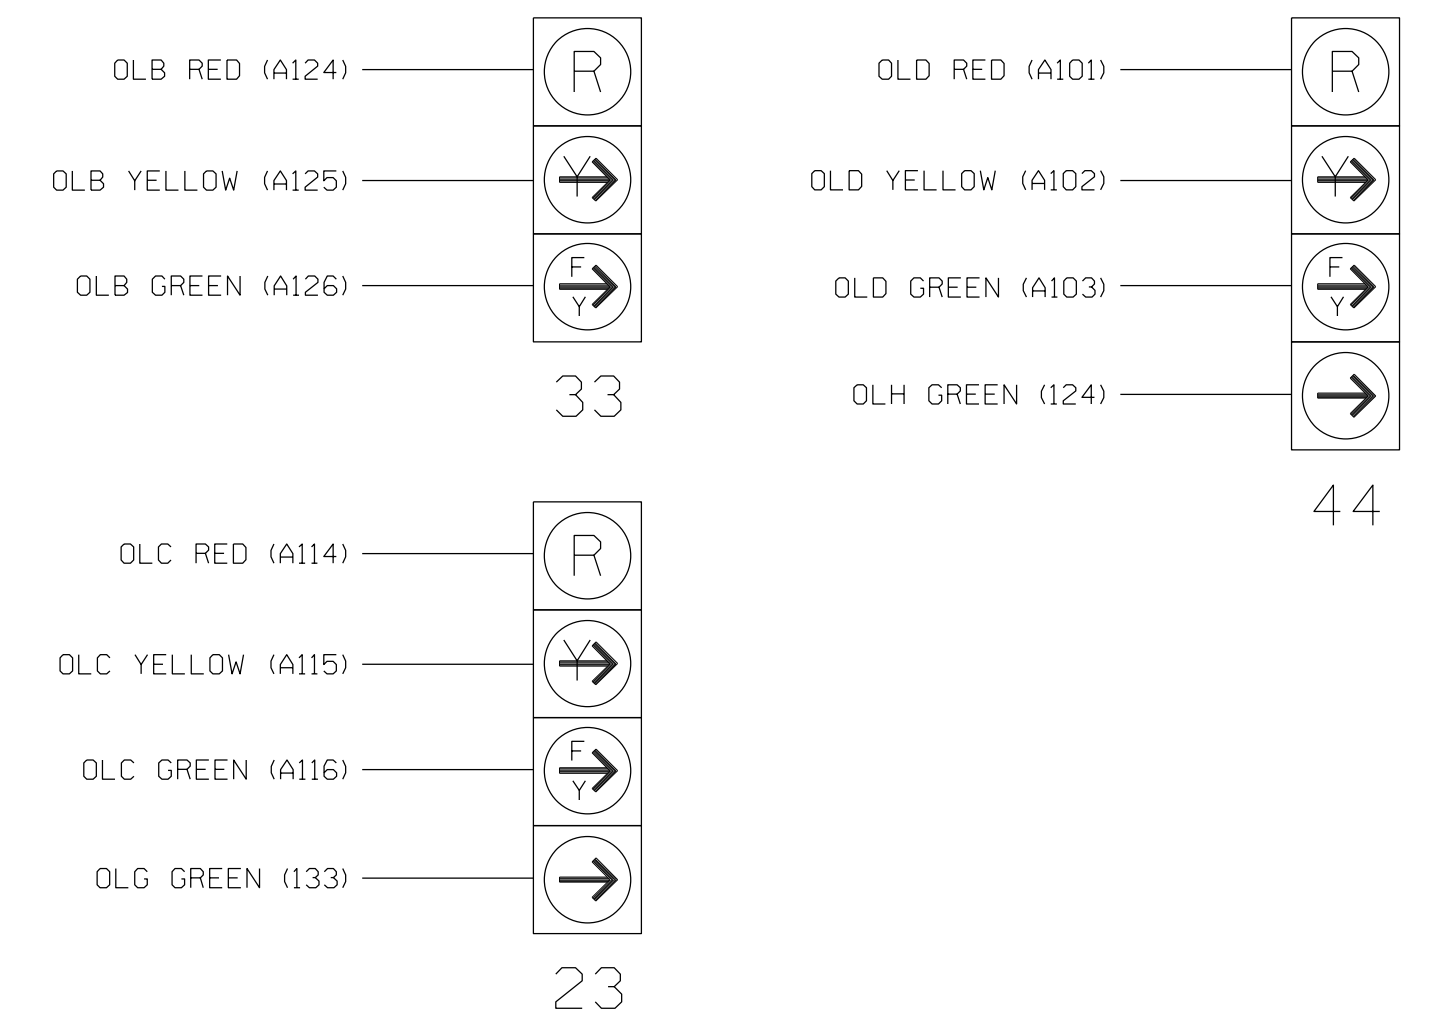 OLB RED (A124)
R
OLB YELLOW (A125)
Y
OLB GREEN (A126)
F
Y
33
OLD RED (A101)
R
OLD YELLOW (A102)
Y
OLD GREEN (A103)
F
Y
OLH GREEN (124)
44
OLC RED (A114)
R
OLC YELLOW (A115)
Y
OLC GREEN (A116)
F
Y
OLG GREEN (133)
23